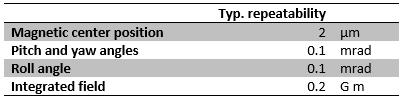 Typ. repeatability
Magnetic center position 2 μm
Pitch and yaw angles 0.1 mrad
Roll angle 0.1 mrad
Integrated field 0.2 G m